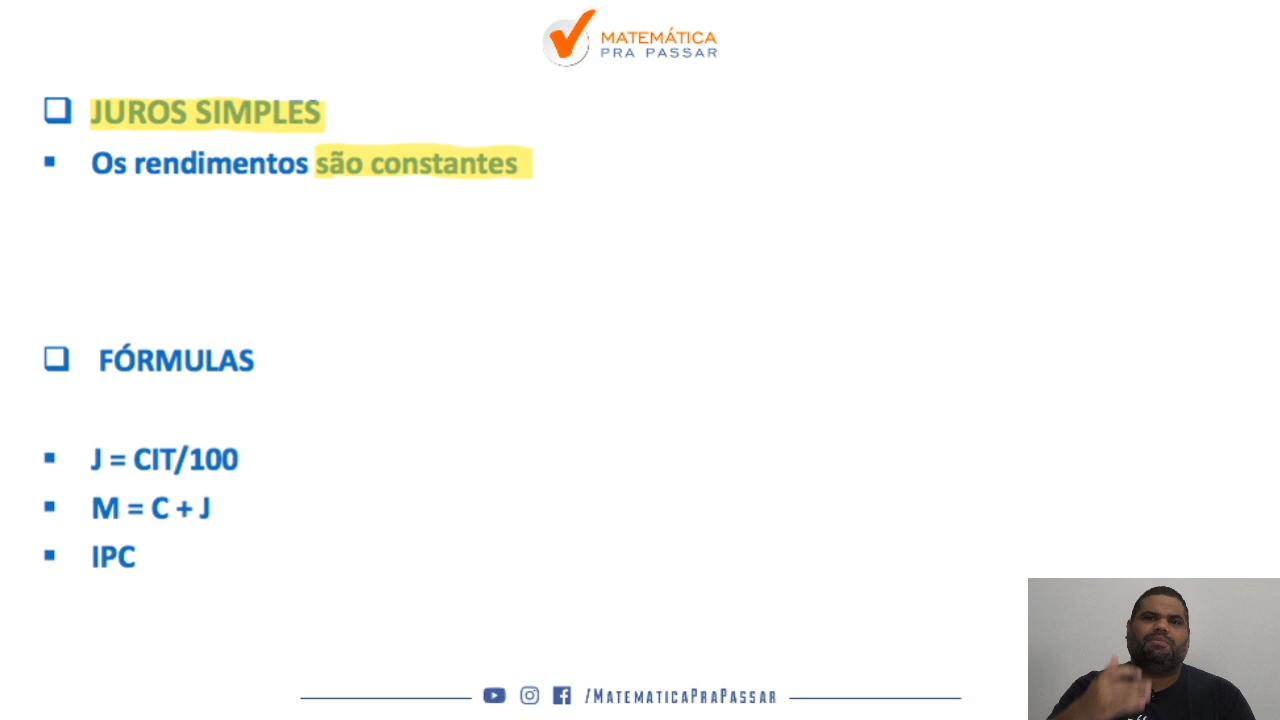 MATEMÁTICA
PRA PASSAR
JUROS SIMPLES
Os rendimentos são constantes
FÓRMULAS
J = CIT/100
M = C + J
IPC
/MATEMATICAPRAPASSAR